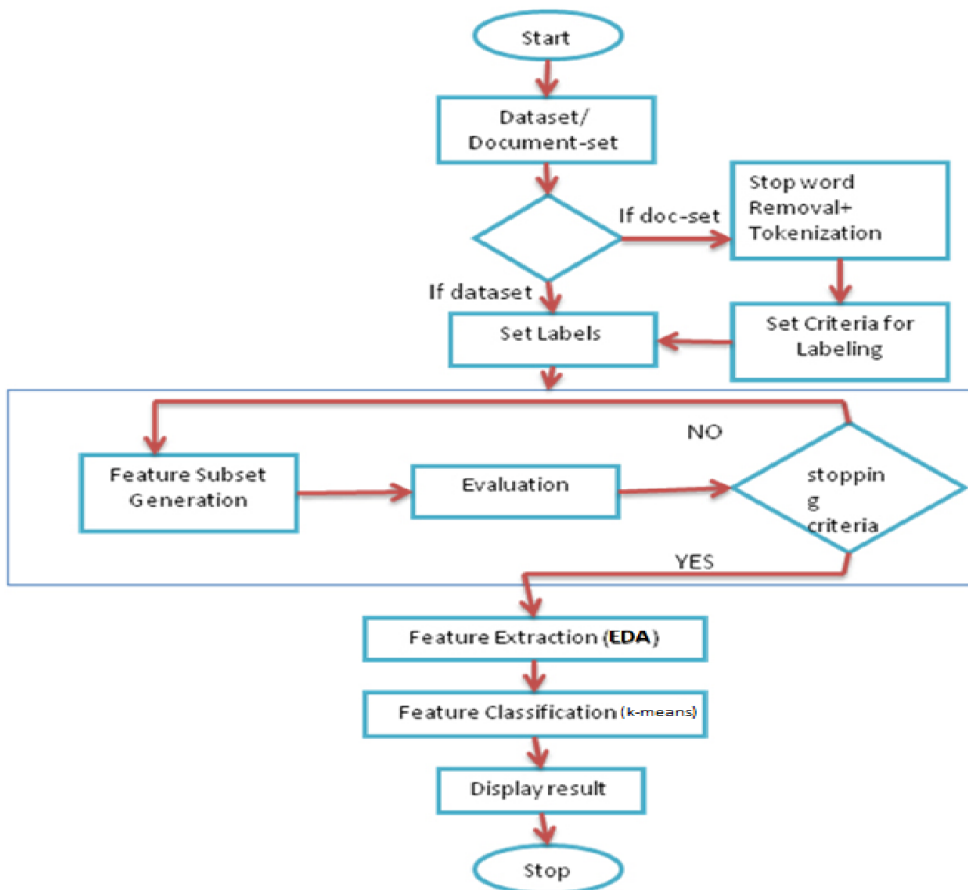 Start
Dataset/
Document-set
If doc-set
Stop word
Removal+
Tokenization
If dataset
Set Labels
Set Criteria for
Labeling
NO
Feature Subset
Generation
Evaluation
stoppin
g
criteria
YES
Feature Extraction (EDA)
Feature Classification (k-means)
Display result
Stop